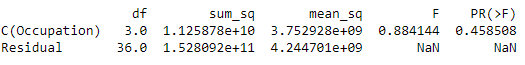 df sum_sq mean_sq F PR(>F)
C(Occupation) 3.0 1.125878e+10 3.752928e+09 0.884144 0.458508
Residual 36.0 1.528092e+11 4.244701e+09 NaN NaN